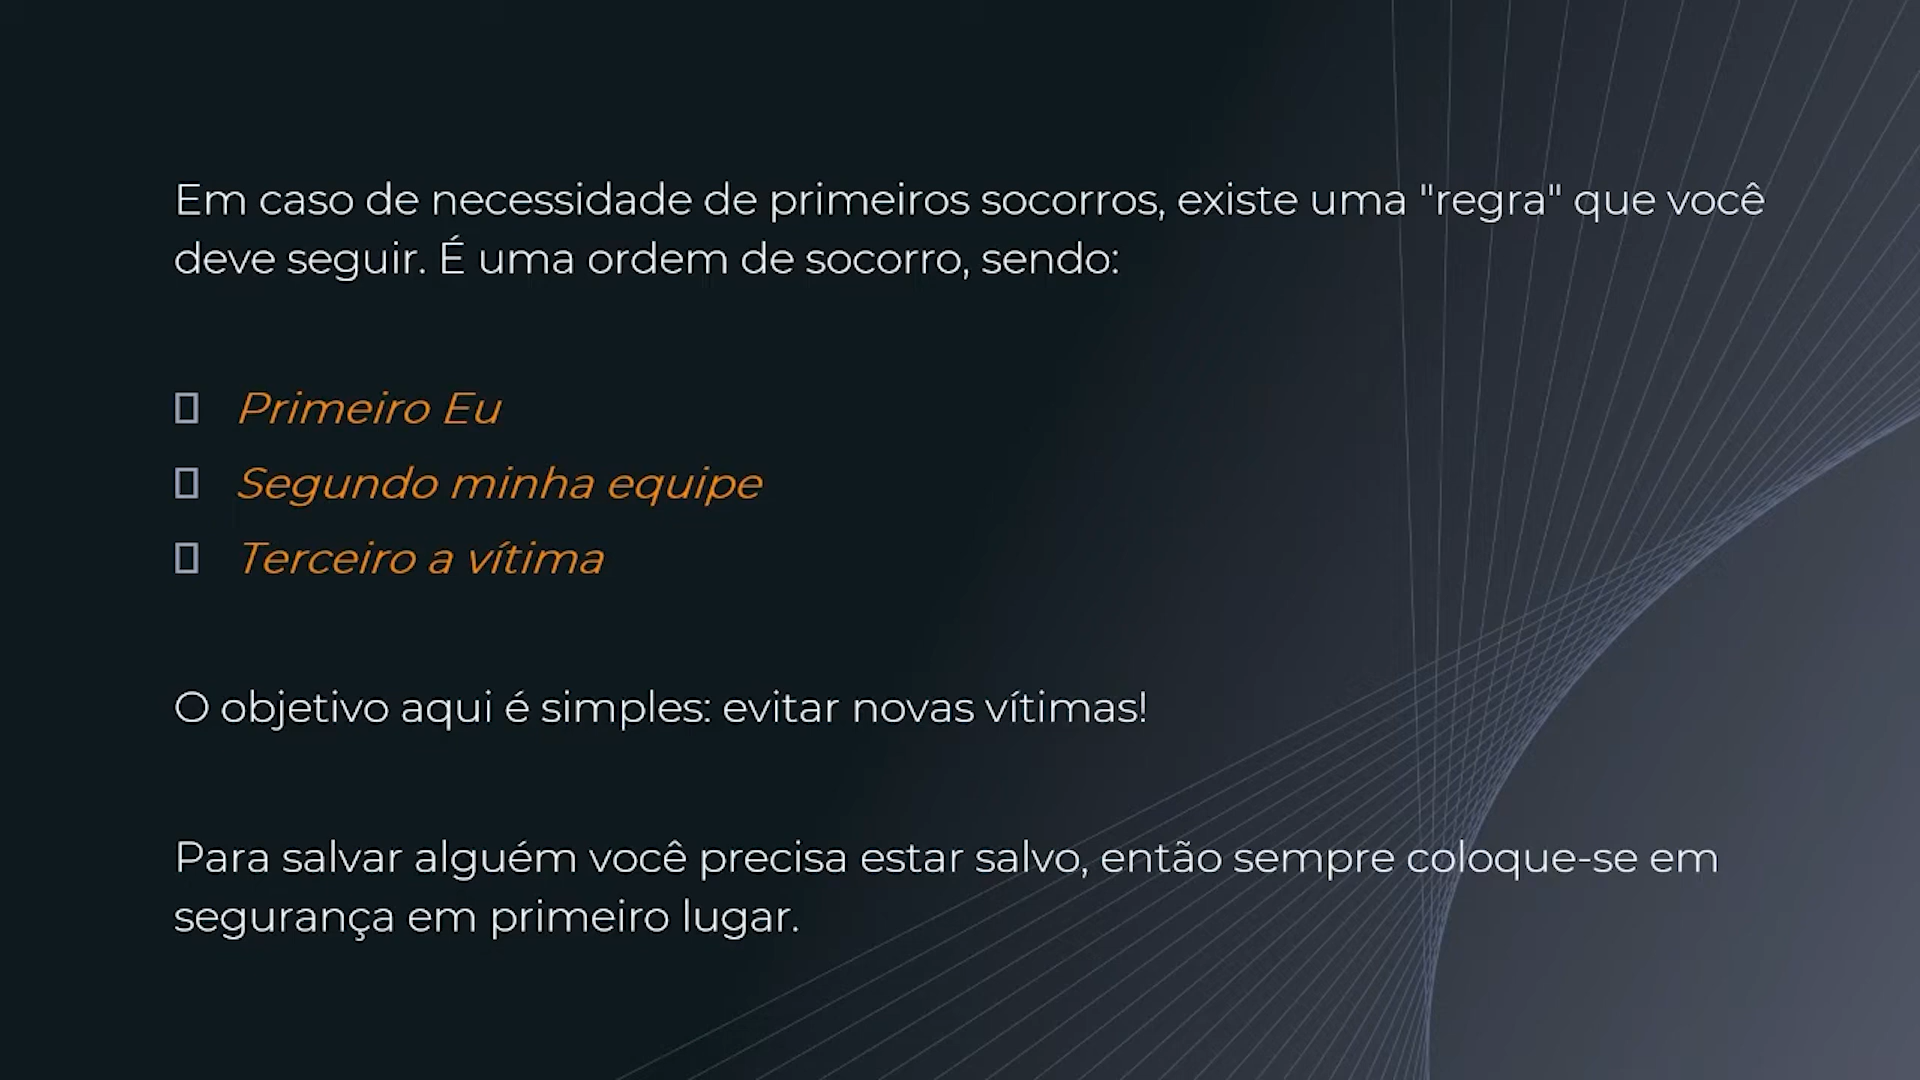 Em caso de necessidade de primeiros socorros, existe uma "regra" que você
deve seguir. É uma ordem de socorro, sendo:
Primeiro Eu
Segundo minha equipe
Terceiro a vítima
O objetivo aqui é simples: evitar novas vítimas!
Para salvar alguém você precisa estar salvo, então sempre coloque-se em
segurança em primeiro lugar.